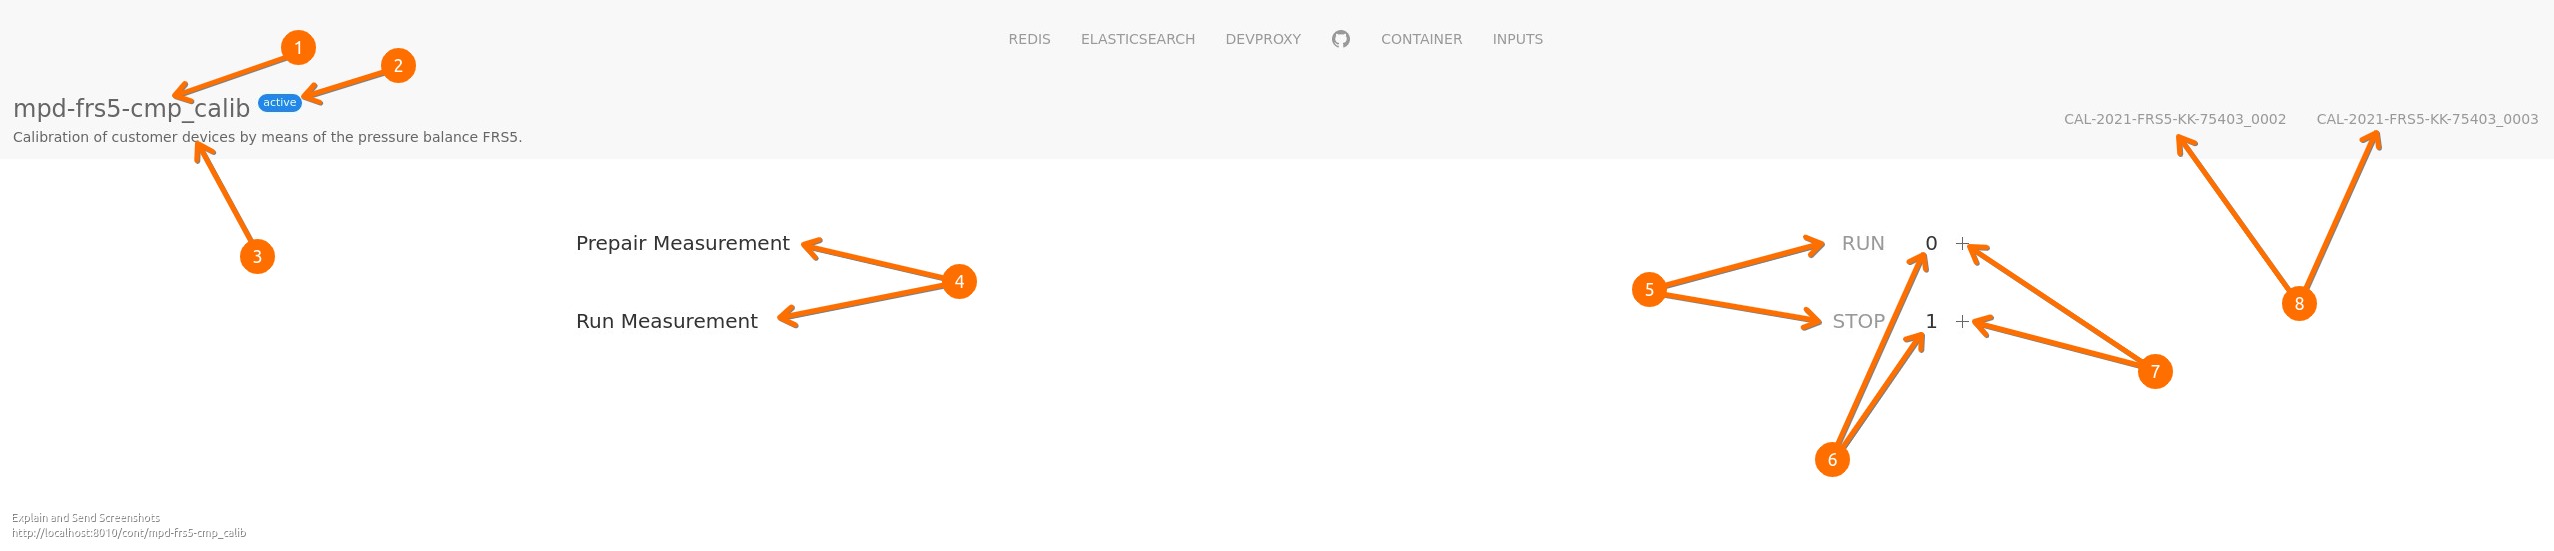 REDIS ELASTICSEARCH DEVPROXY CONTAINER INPUTS
1
2
mpd-frs5-cmp_calib active
CAL-2021-FRS5-KK-75403_0002 CAL-2021-FRS5-KK-75403_0003
Calibration of customer devices by means of the pressure balance FRS5.
3
Prepair Measurement
RUN 0 +
4
5
8
Run Measurement
STOP 1 +
7
6
Explain and Send Screenshots
http://localhost:8010/cont/mpd-frs5-cmp_calib